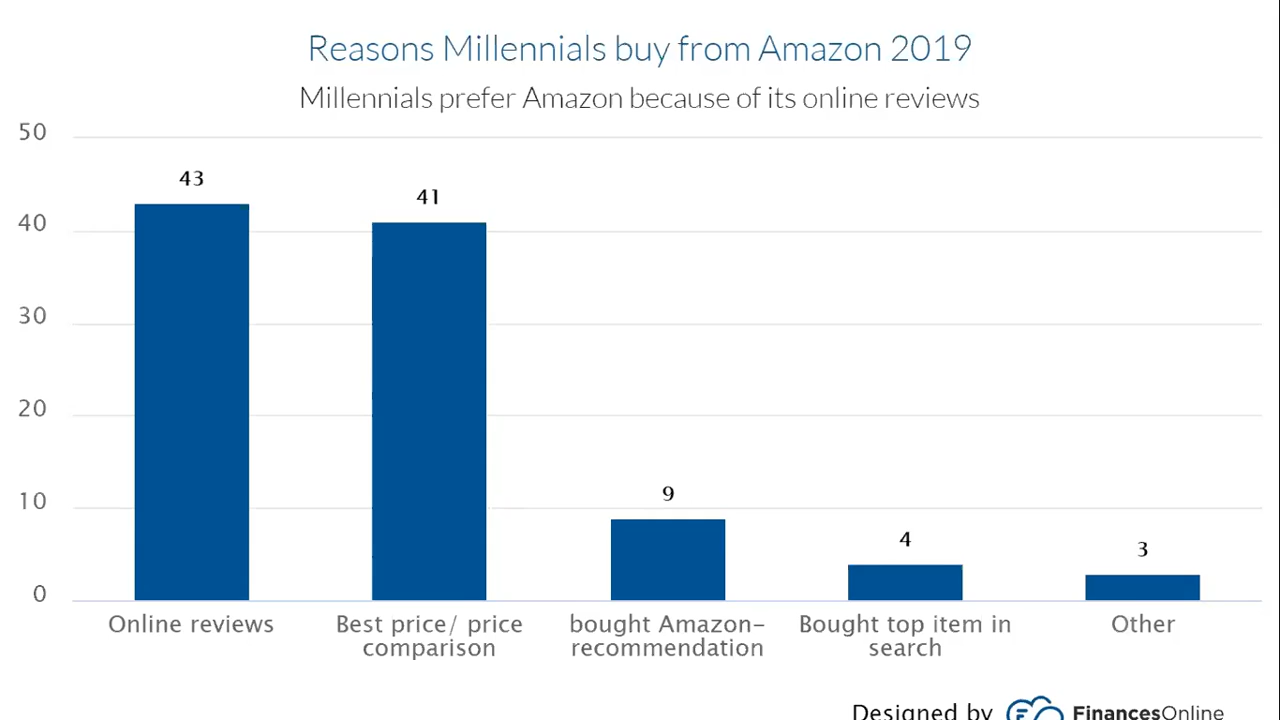 Reasons Millennials buy from Amazon 2019
Millennials prefer Amazon because of its online reviews
50
40
30
20
10
0
43
41
9
4
3
Online reviews
Best price/ price
comparison
bought Amazon-
recommendation
Bought top item in
search
Other
Designed by FinancesOnline